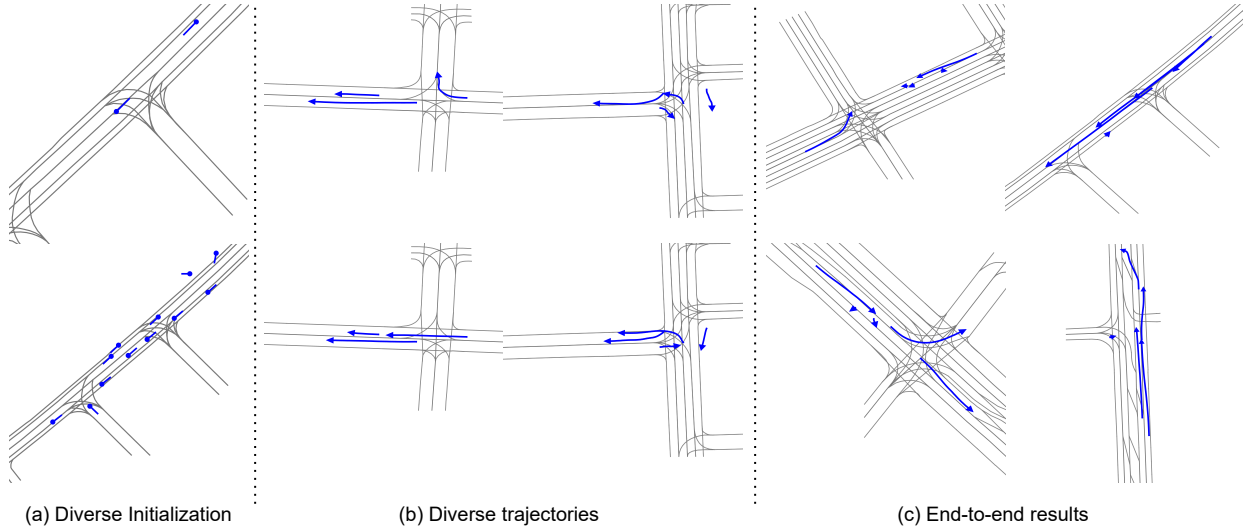 (a) Diverse Initialization
(b) Diverse trajectories
(c) End-to-end results